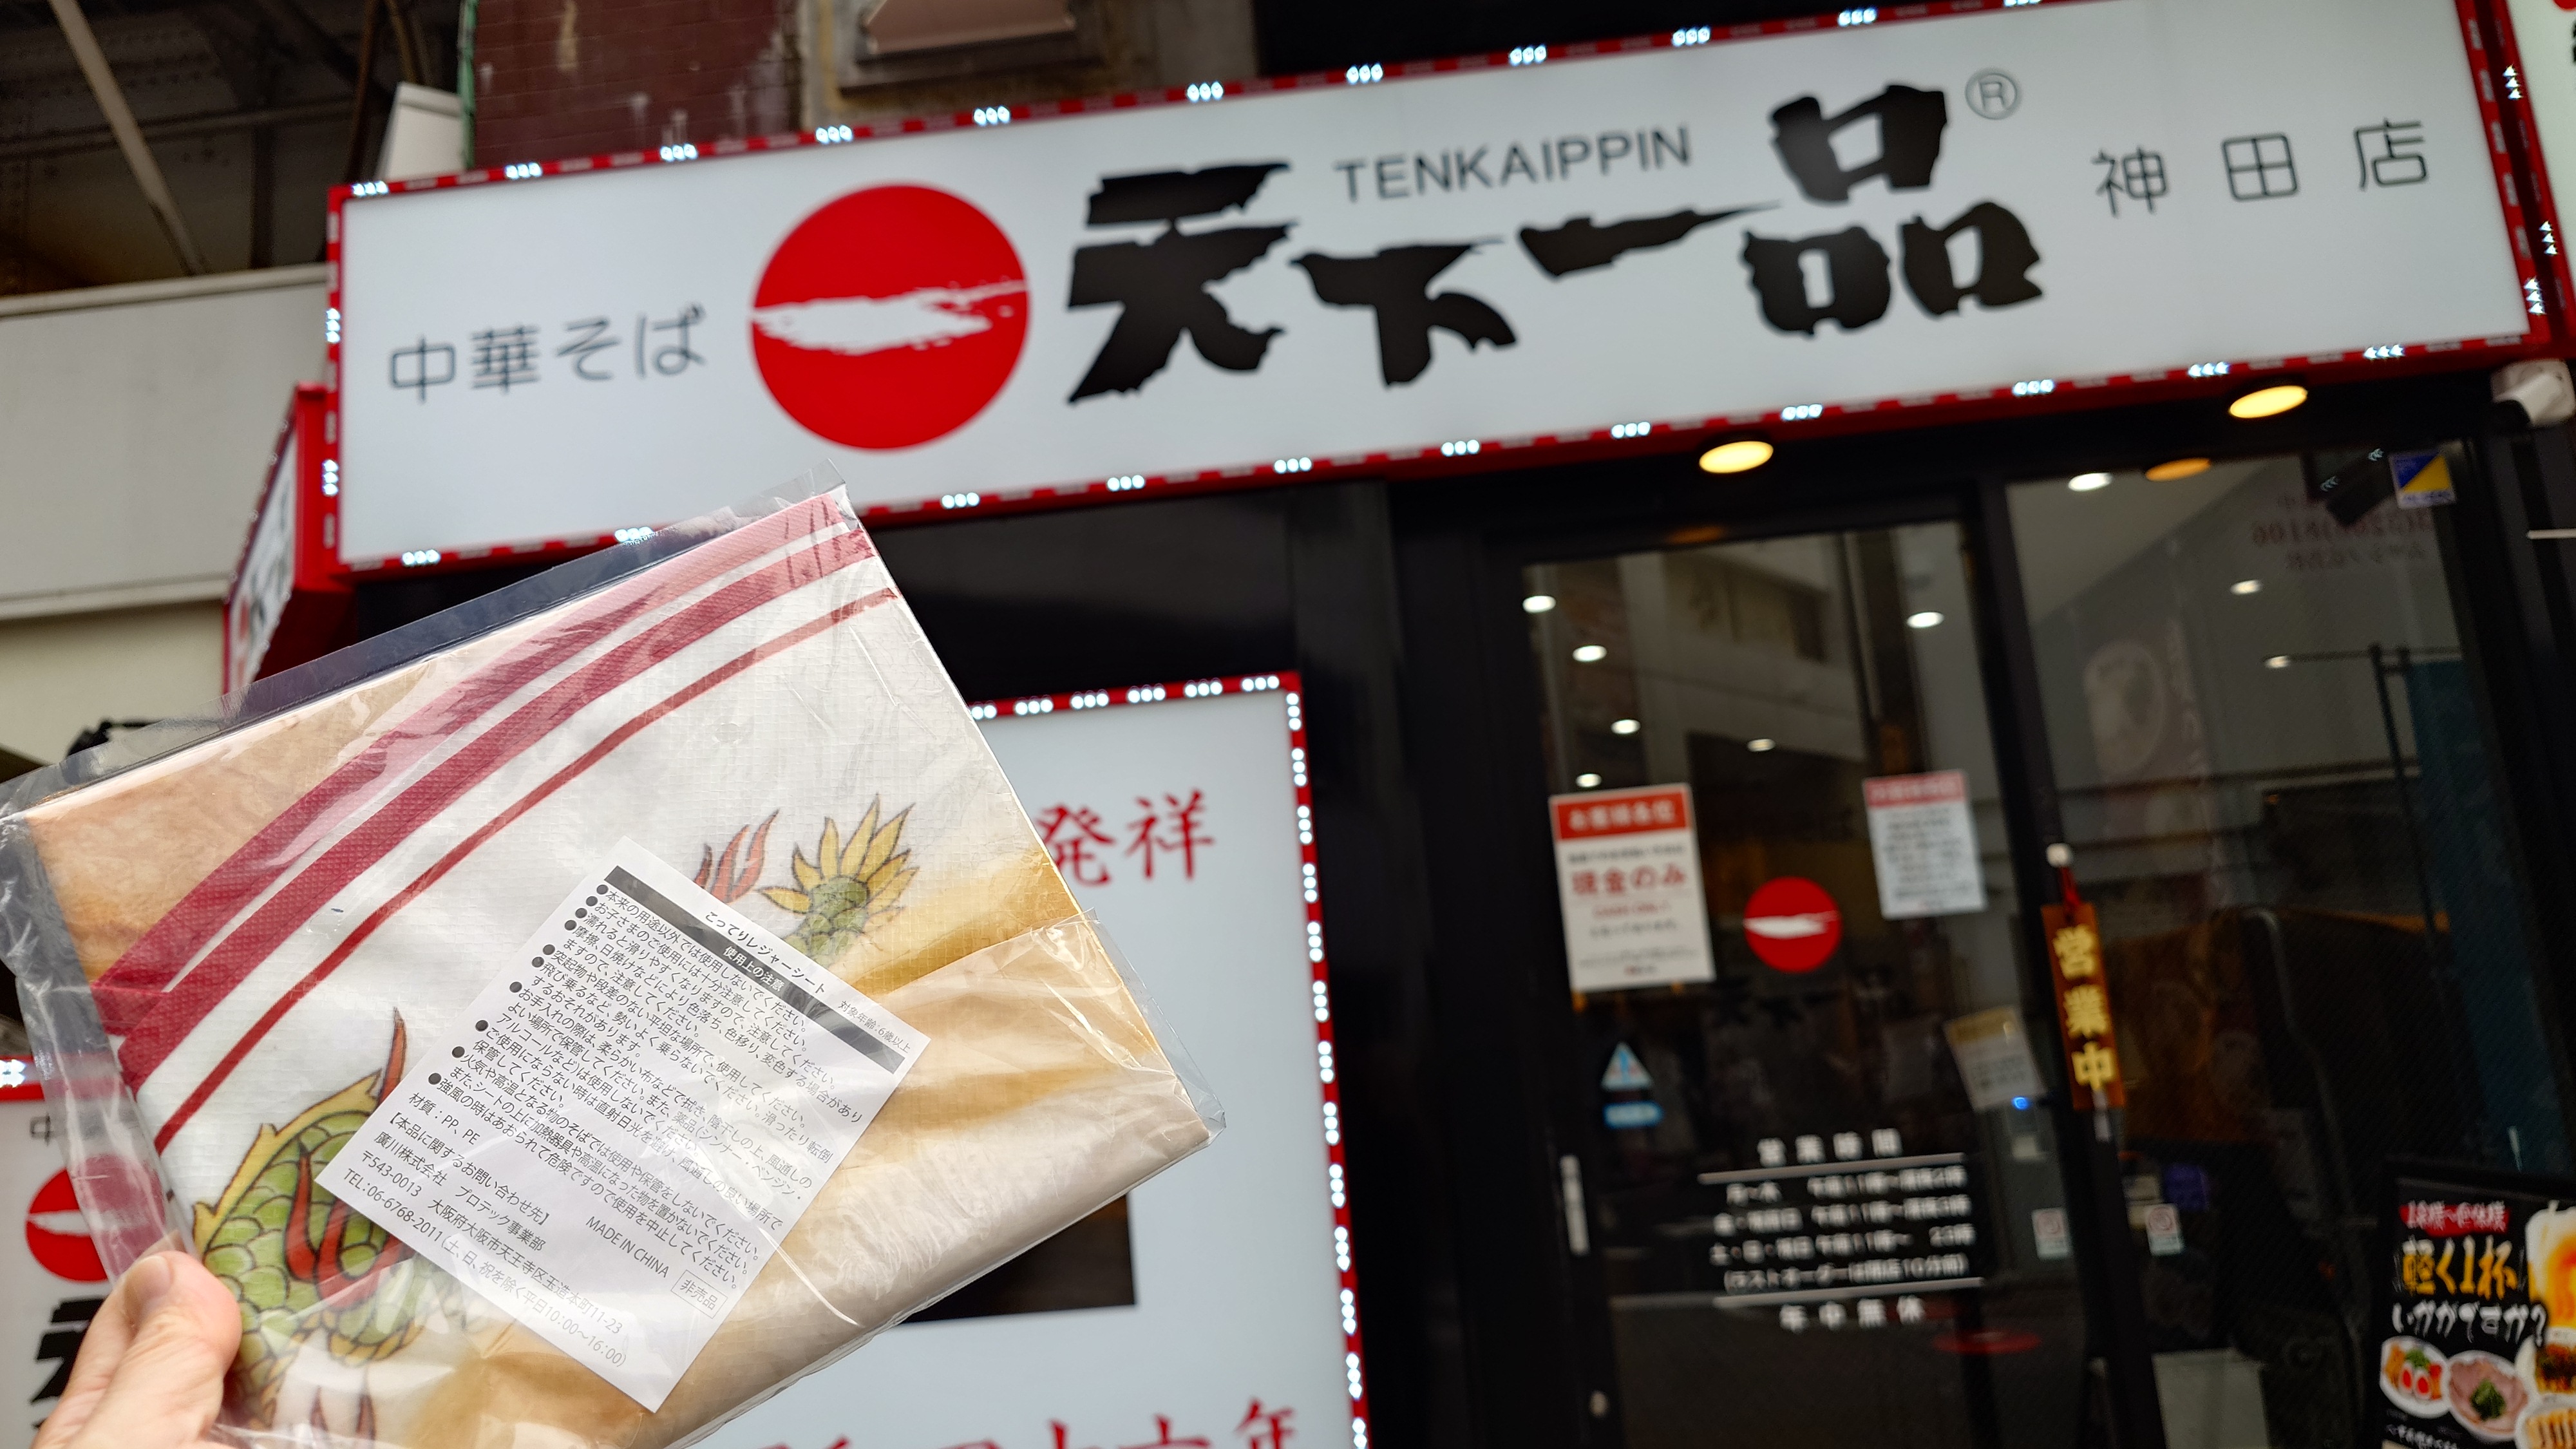 中華そば
天下一品
TENKAIPPIN
®
神田店
発祥
現金のみ
営業中
営業時間
(ラストオーダーは閉店10分前)
年中無休
軽く1杯
いかがですか?
こってりレジャーシート
対象年齢:6歳以上
使用上の注意
●本来の用途以外では使用しないでください。
●お子さまのご使用には十分注意してください。
●濡れると滑りやすくなりますので、注意してください。
●摩擦、日焼けなどにより色落ち、色移り、変色する場合があり
ますので、注意してください。
●突起物や段差のない平坦な場所で、使用してください。
●飛び乗るなど、勢いよく乗らないでください。滑ったり転倒
するおそれがあります。
●お手入れの際は、柔らかい布などで拭き、陰干しの上、風通しの
よい場所で保管してください。また、薬品(シンナー・ベンジン・
アルコールなど)は使用しないでください。
●ご使用にならない時は直射日光を避け、風通しの良い場所で
保管してください。
●火気や高温となる物のそばでは使用や保管をしないでください。
また、シートの上に加熱器具や高温になった物を置かないでください。
●強風の時はあおられて危険ですので使用を中止してください。
材質:PP、PE
MADE IN CHINA
非売品
【本品に関するお問い合わせ先】
廣川株式会社 プロテック事業部
〒543-0013 大阪府大阪市天王寺区玉造本町11-23
TEL:06-6768-2011(土、日、祝を除く平日10:00~16:00)